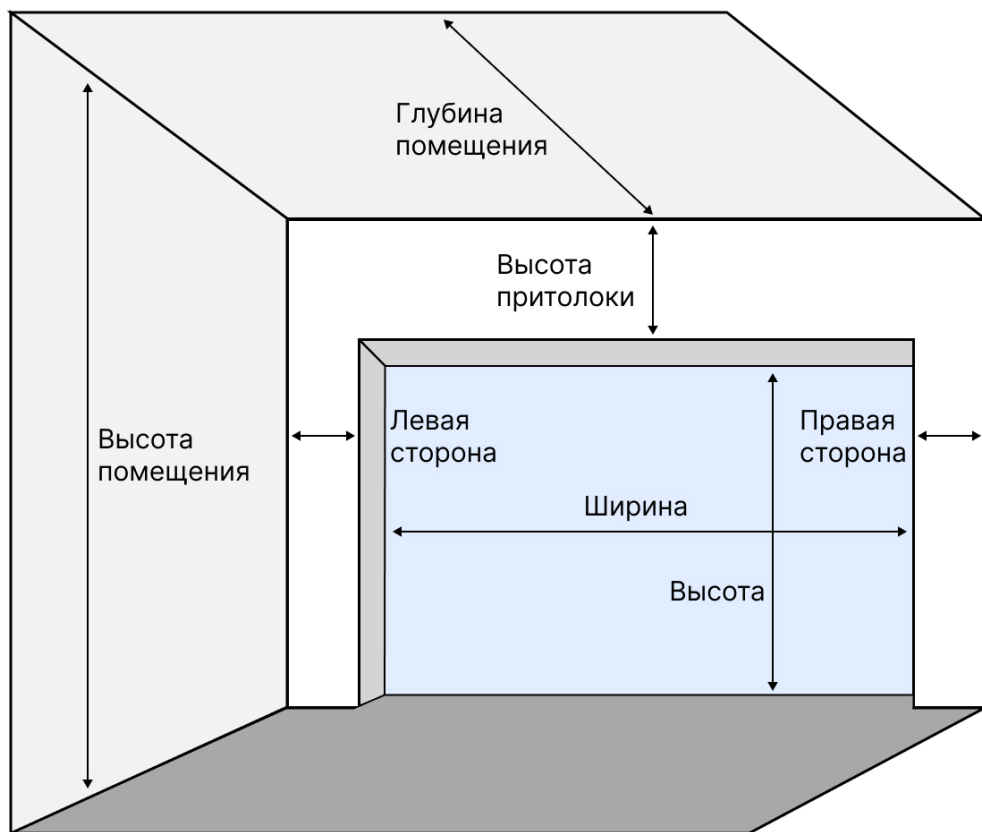 Глубина
помещения
Высота
притолоки
Левая
сторона
Правая
сторона
Высота
помещения
Ширина
Высота